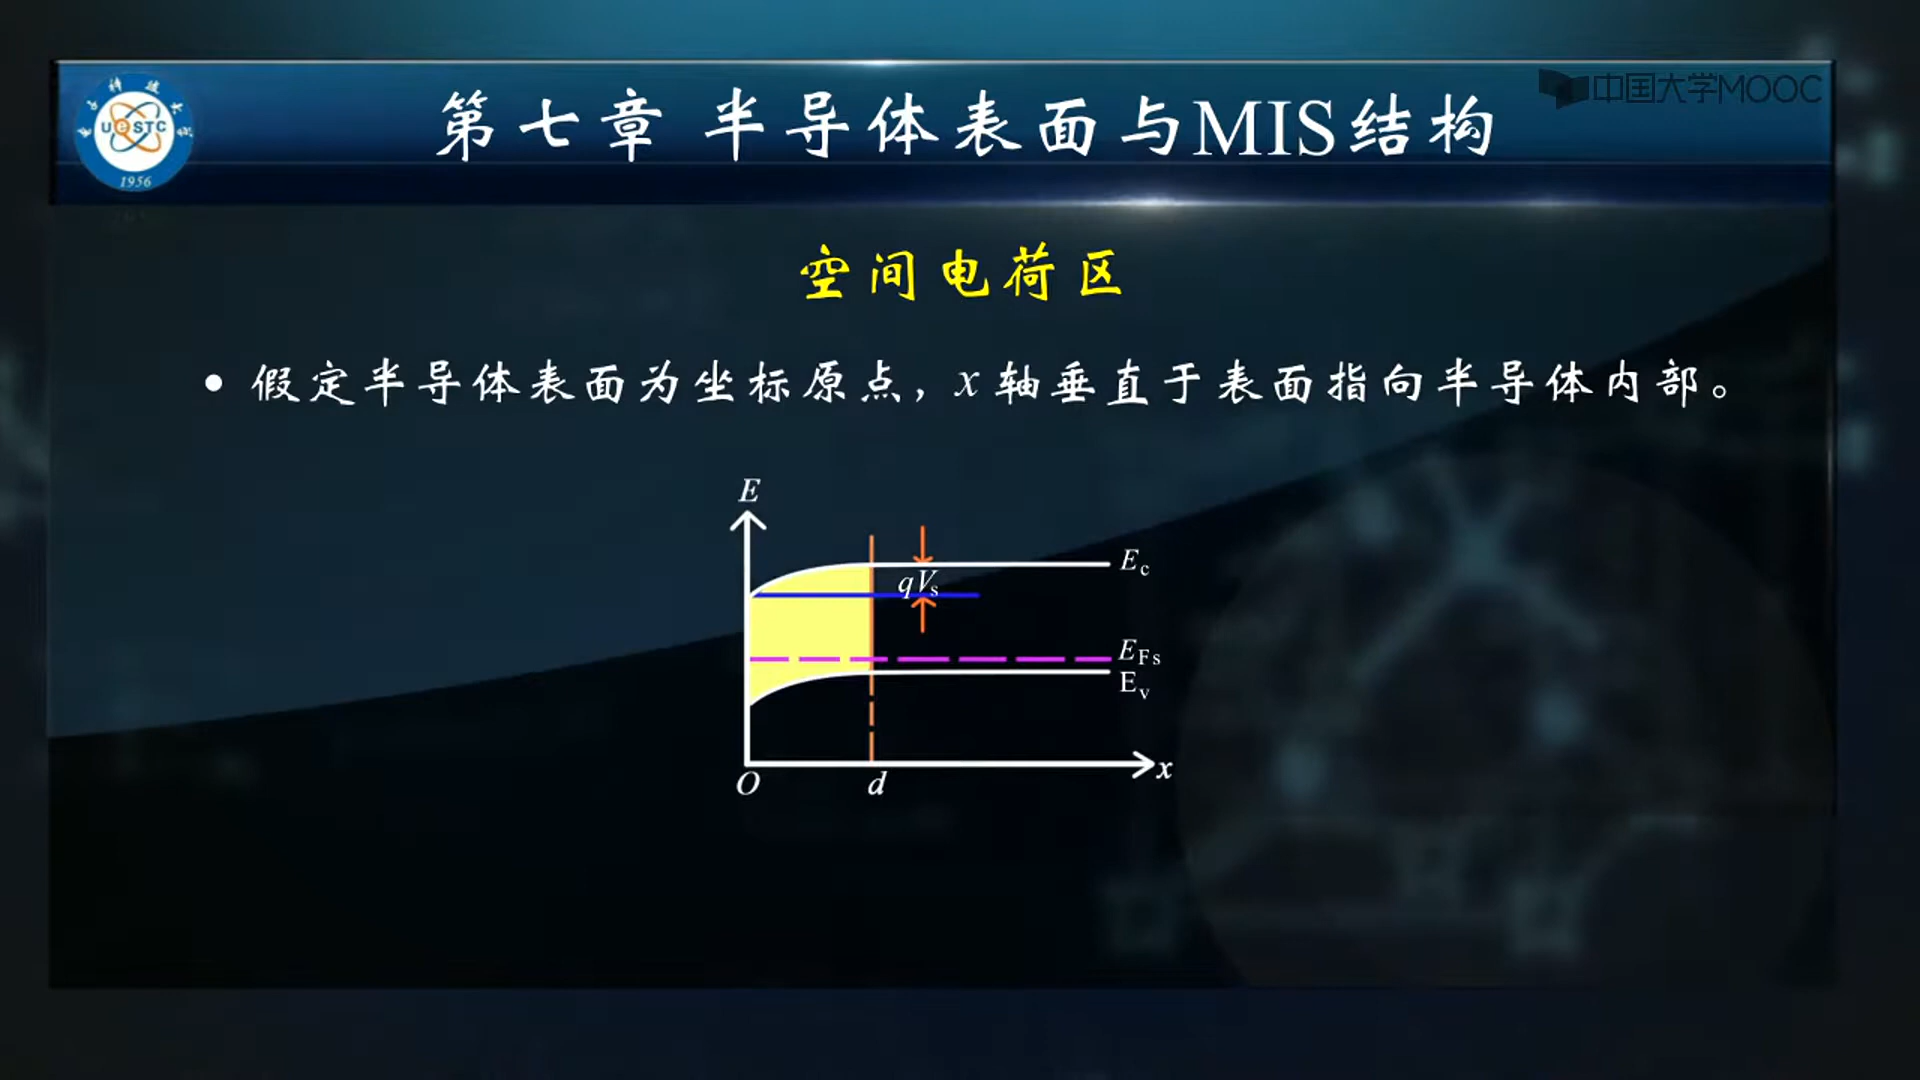 中国大学MOOC
第七章 半导体表面与MIS结构
UESTC
1956
空间电荷区
• 假定半导体表面为坐标原点，x轴垂直于表面指向半导体内部。
E
Ec
qVs
EFs
Ev
O
d
x